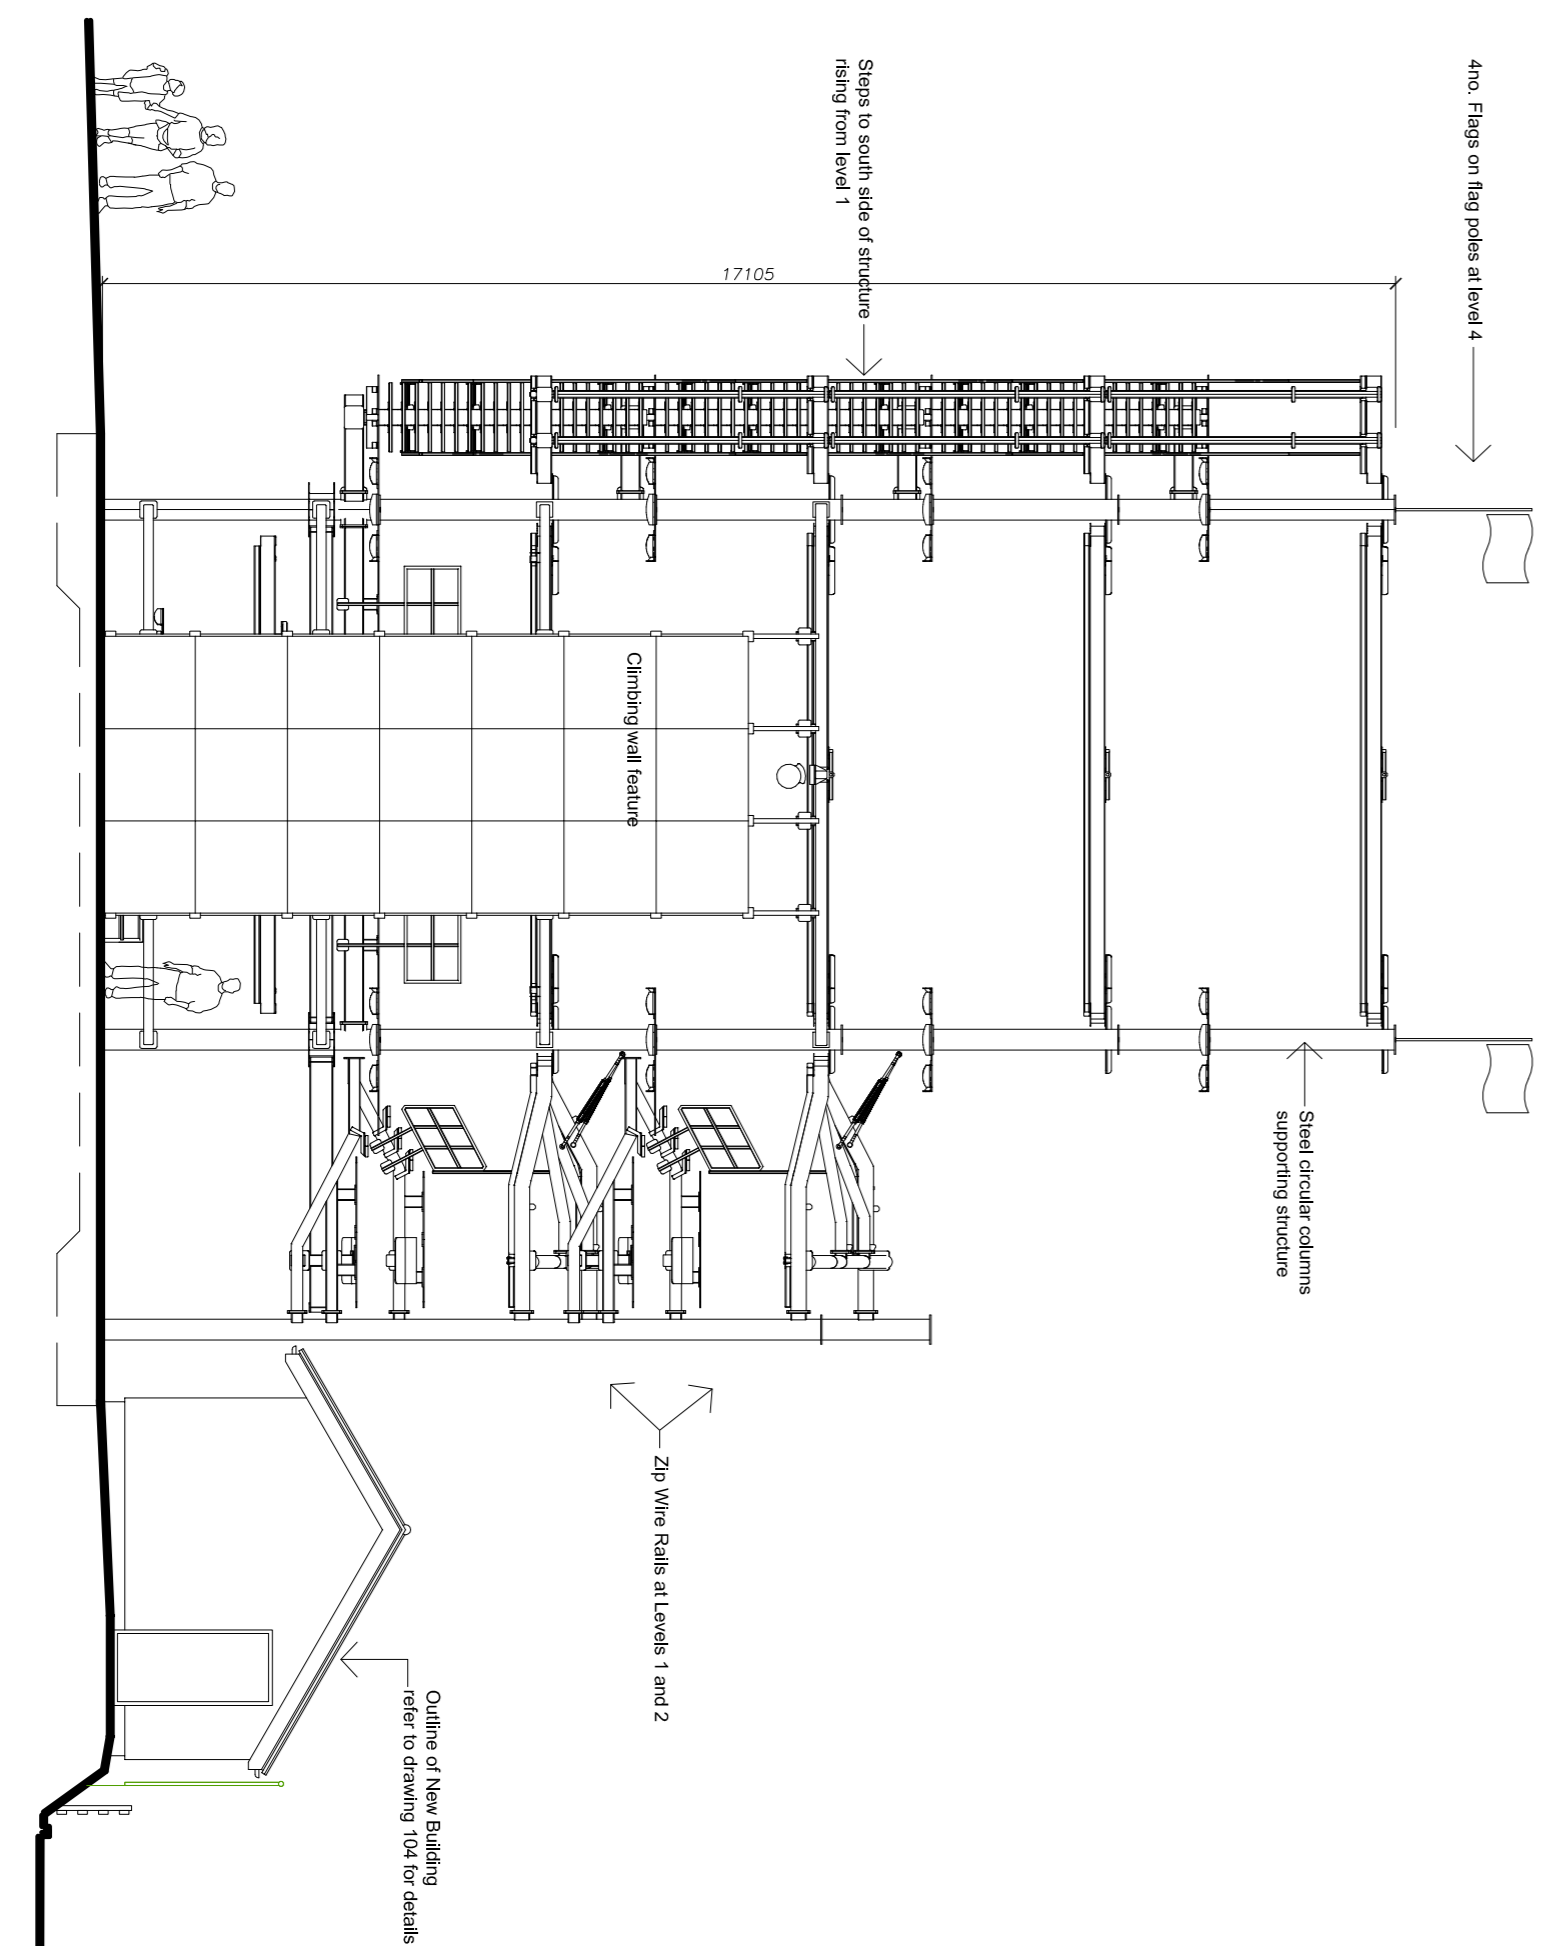 4no. Flags on flag poles at level 4
Steps to south side of structure
rising from level 1
17105
Steel circular columns
supporting structure
Climbing wall feature
Zip Wire Rails at Levels 1 and 2
Outline of New Building
refer to drawing 104 for details